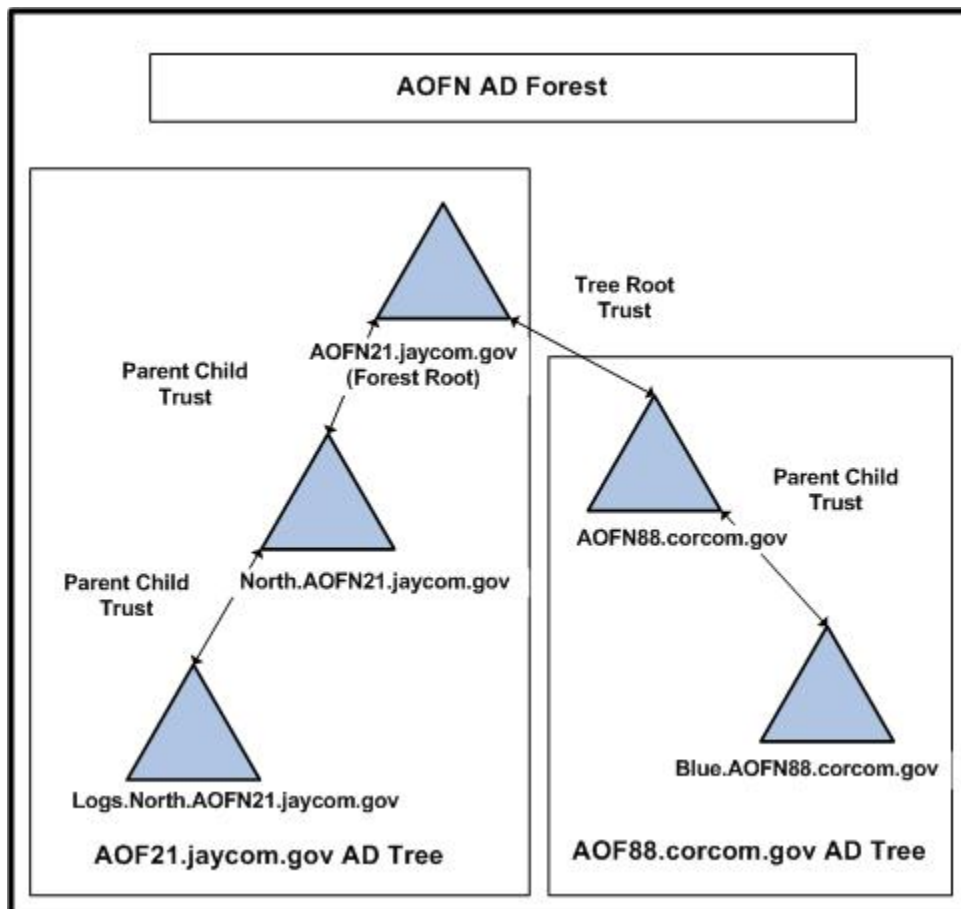 AOFN AD Forest
Tree Root
Trust
AOFN21.jaycom.gov
(Forest Root)
Parent Child
Trust
Parent Child
Trust
AOFN88.corcom.gov
North.AOFN21.jaycom.gov
Parent Child
Trust
Blue.AOFN88.corcom.gov
Logs.North.AOFN21.jaycom.gov
AOF21.jaycom.gov AD Tree
AOF88.corcom.gov AD Tree